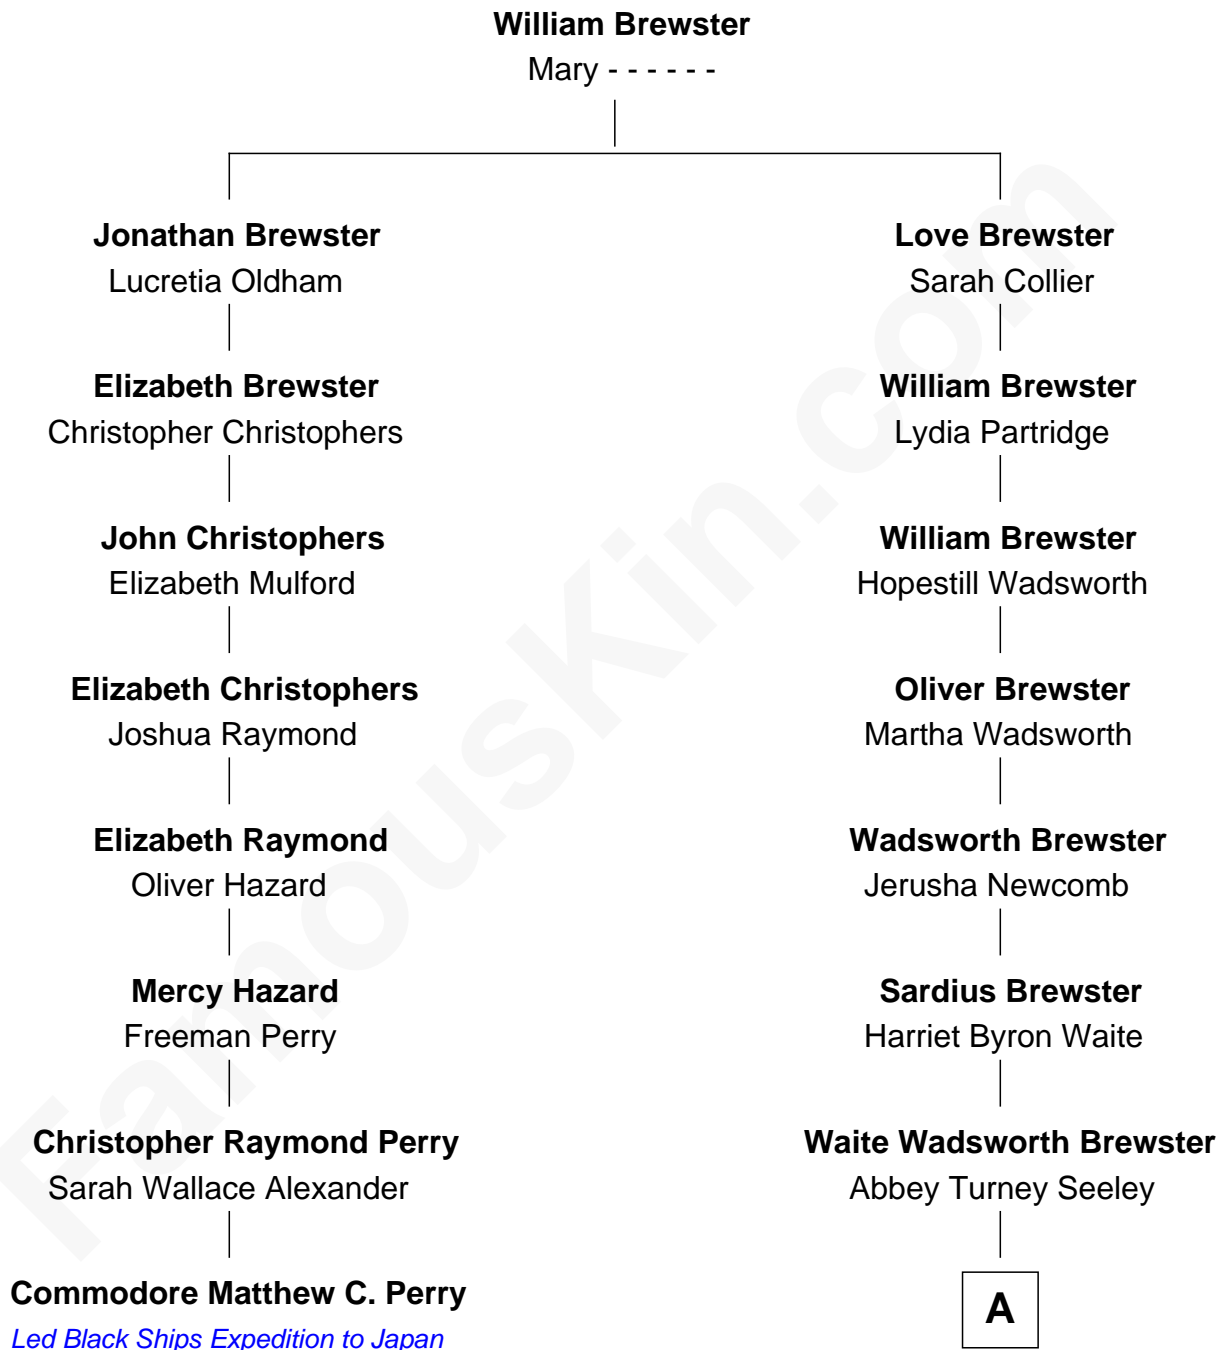 William Brewster
Mary - - - - - -
Jonathan Brewster
Lucretia Oldham
Love Brewster
Sarah Collier
Elizabeth Brewster
Christopher Christophers
William Brewster
Lydia Partridge
John Christophers
Elizabeth Mulford
William Brewster
Hopestill Wadsworth
Elizabeth Christophers
Joshua Raymond
Oliver Brewster
Martha Wadsworth
Elizabeth Raymond
Oliver Hazard
Wadsworth Brewster
Jerusha Newcomb
Mercy Hazard
Freeman Perry
Sardius Brewster
Harriet Byron Waite
Christopher Raymond Perry
Sarah Wallace Alexander
Waite Wadsworth Brewster
Abbey Turney Seeley
Commodore Matthew C. Perry
Led Black Ships Expedition to Japan
A
FamousKin.com